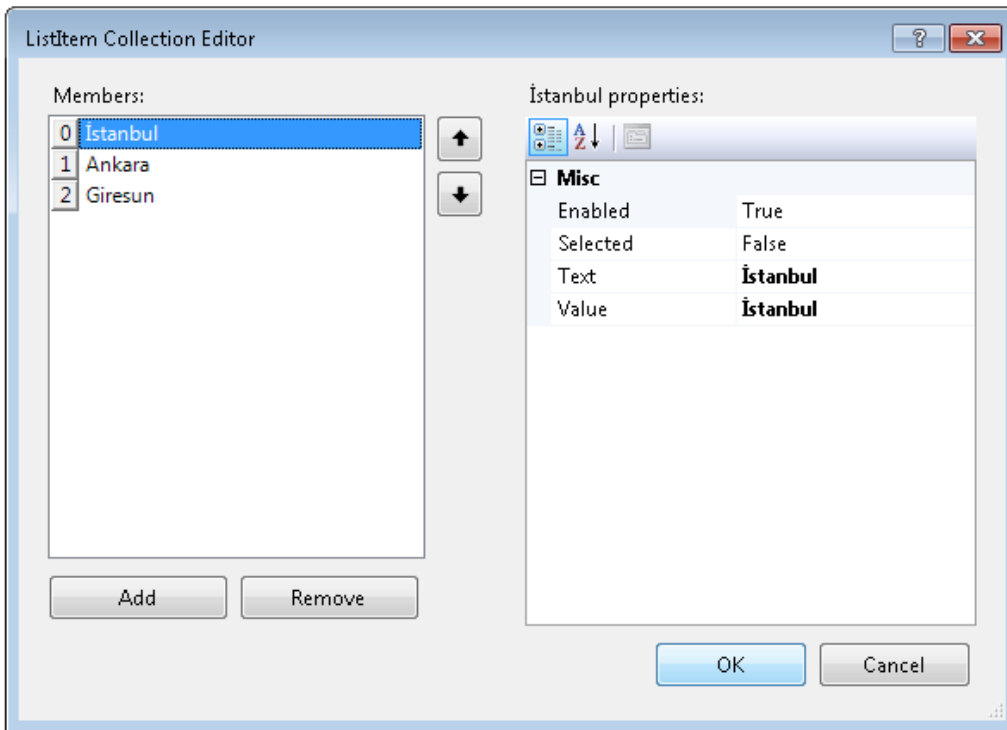 ListItem Collection Editor
Members:
0 İstanbul
1 Ankara
2 Giresun
Add Remove
İstanbul properties:
Misc
Enabled True
Selected False
Text İstanbul
Value İstanbul
OK Cancel